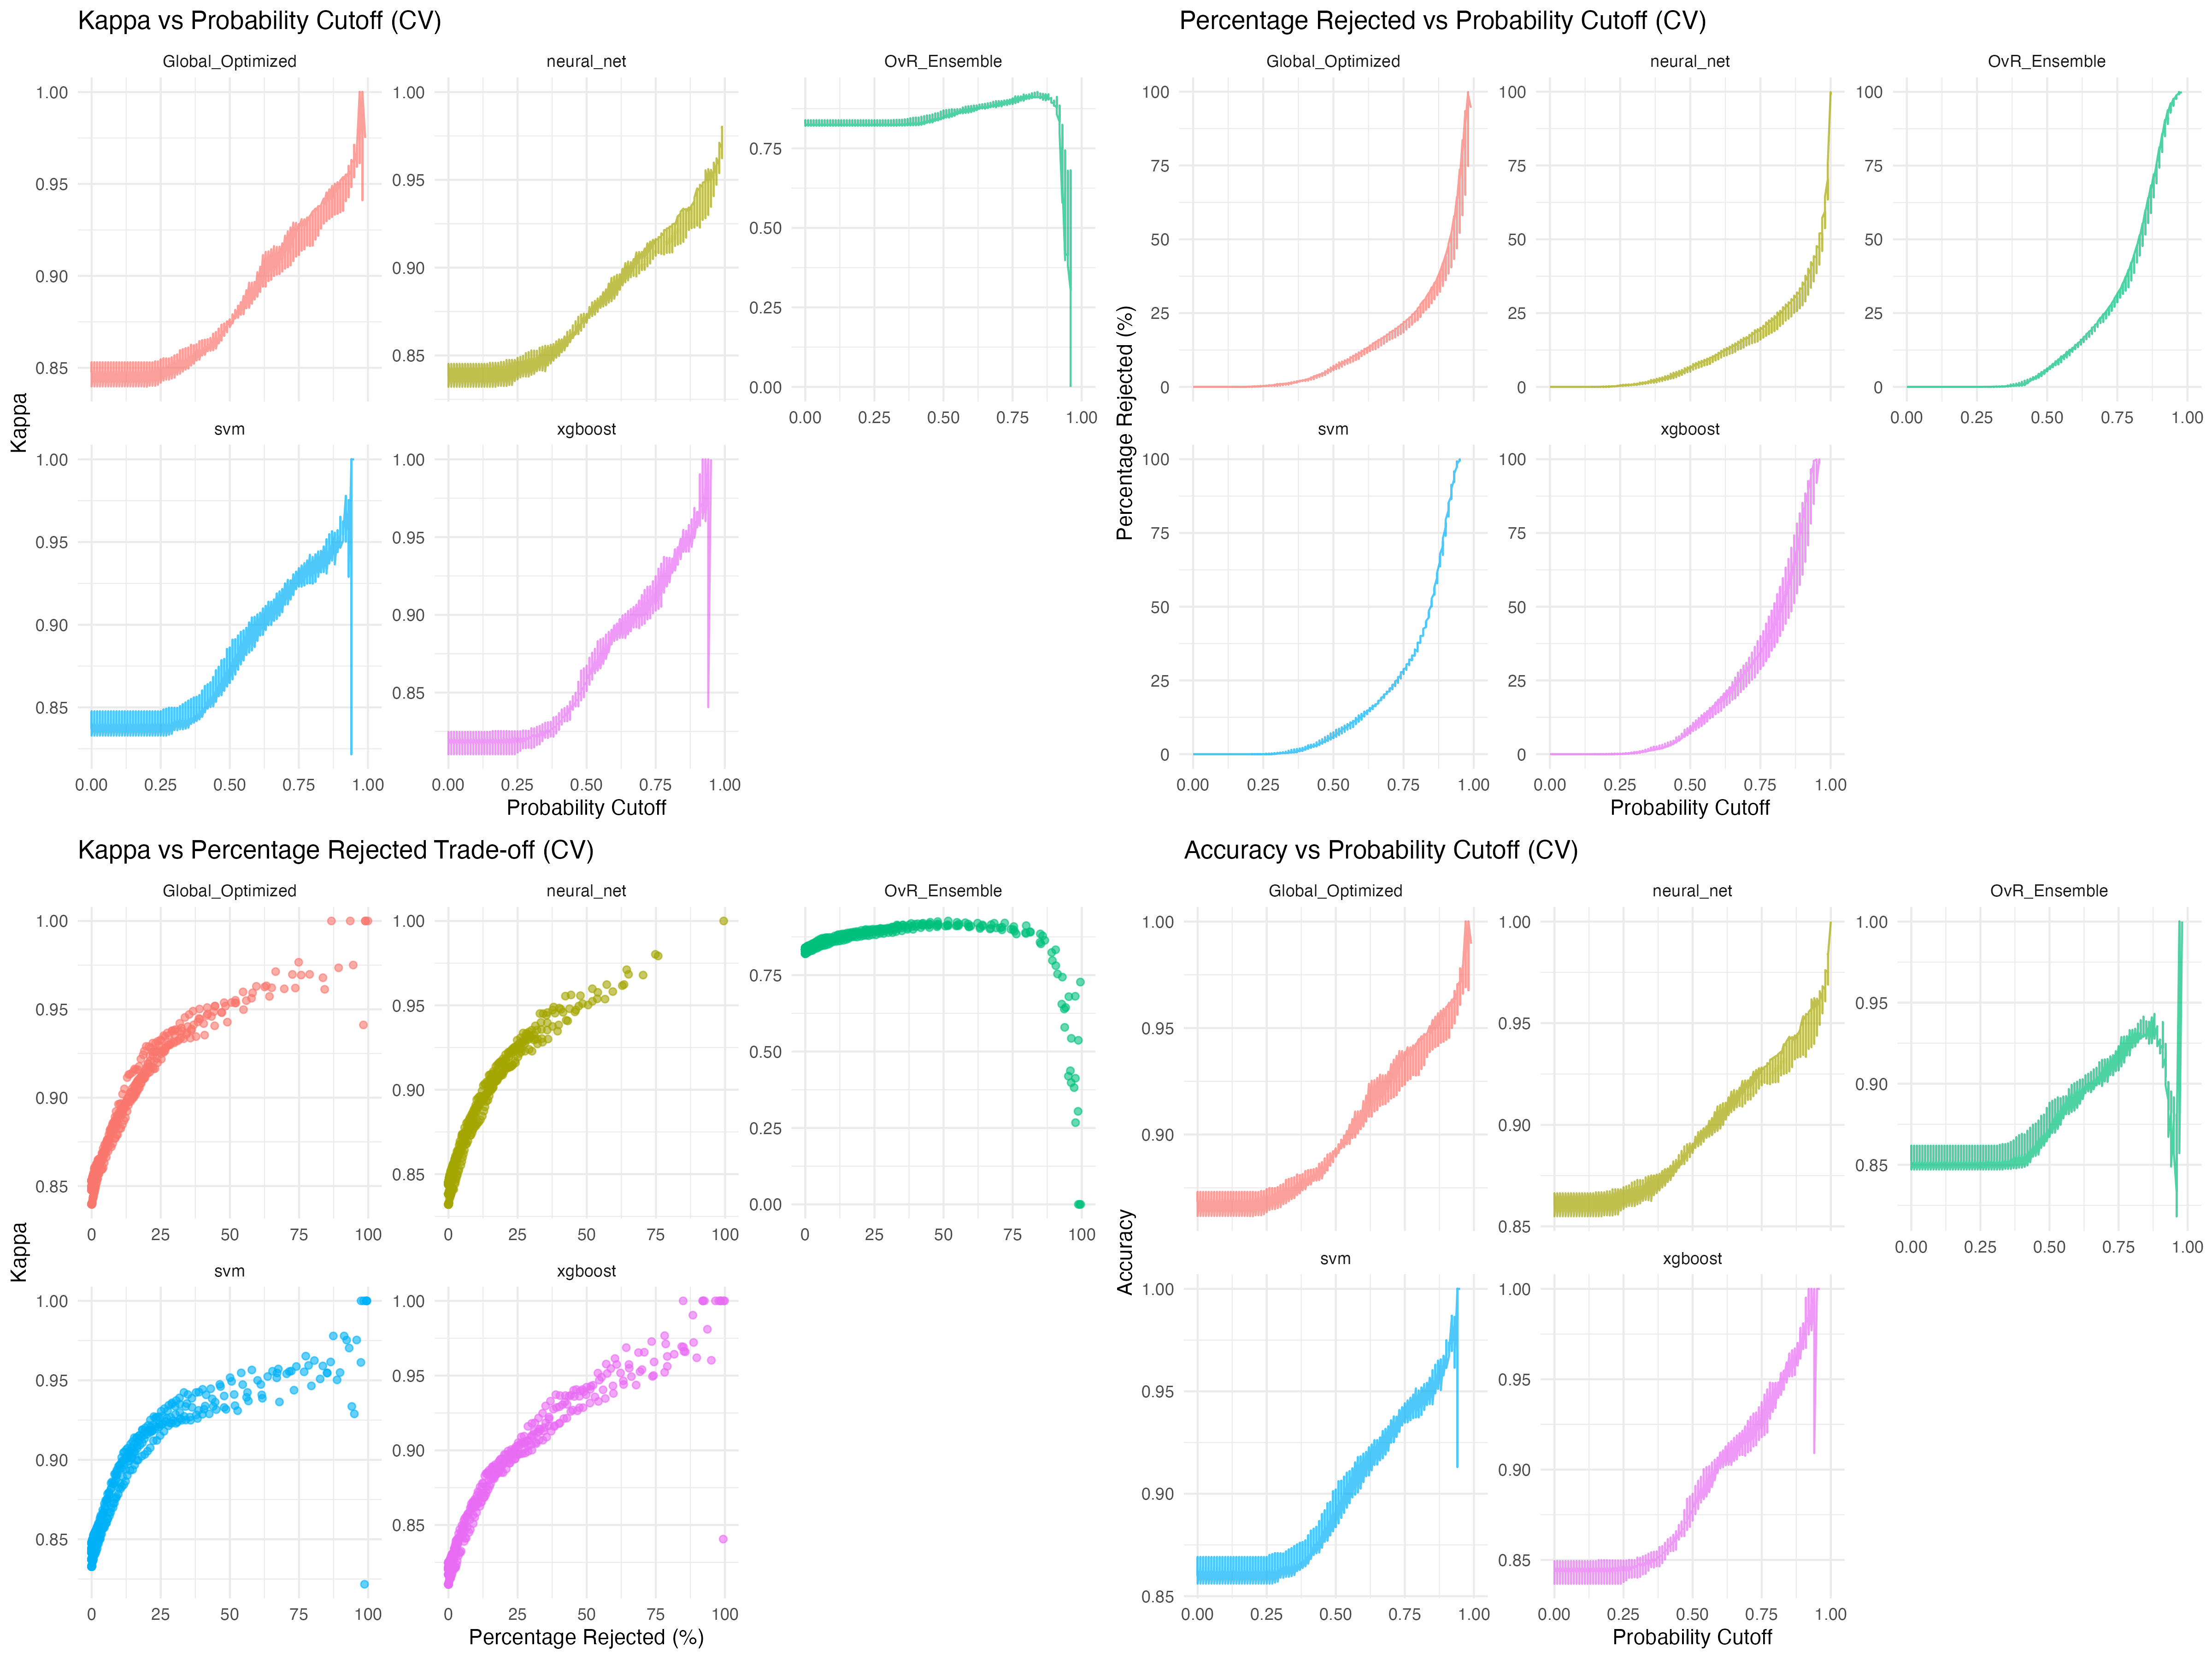 Kappa vs Probability Cutoff (CV)
Global_Optimized neural_net OvR_Ensemble
1.00 0.95 0.90 0.85
1.00 0.95 0.90 0.85
0.75 0.50 0.25 0.00
0.00 0.25 0.50 0.75 1.00
svm xgboost
1.00 0.95 0.90 0.85
1.00 0.95 0.90 0.85
0.00 0.25 0.50 0.75 1.00
0.00 0.25 0.50 0.75 1.00
Kappa
Probability Cutoff
Percentage Rejected vs Probability Cutoff (CV)
Global_Optimized neural_net OvR_Ensemble
100 75 50 25 0
100 75 50 25 0
100 75 50 25 0
0.00 0.25 0.50 0.75 1.00
svm xgboost
100 75 50 25 0
100 75 50 25 0
0.00 0.25 0.50 0.75 1.00
0.00 0.25 0.50 0.75 1.00
Percentage Rejected (%)
Probability Cutoff
Kappa vs Percentage Rejected Trade-off (CV)
Global_Optimized neural_net OvR_Ensemble
1.00 0.95 0.90 0.85
1.00 0.95 0.90 0.85
0.75 0.50 0.25 0.00
0 25 50 75 100
0 25 50 75 100
0 25 50 75 100
svm xgboost
1.00 0.95 0.90 0.85
1.00 0.95 0.90 0.85
0 25 50 75 100
0 25 50 75 100
Kappa
Percentage Rejected (%)
Accuracy vs Probability Cutoff (CV)
Global_Optimized neural_net OvR_Ensemble
1.00 0.95 0.90
1.00 0.95 0.90 0.85
1.00 0.95 0.90 0.85
0.00 0.25 0.50 0.75 1.00
svm xgboost
1.00 0.95 0.90 0.85
1.00 0.95 0.90 0.85
0.00 0.25 0.50 0.75 1.00
0.00 0.25 0.50 0.75 1.00
Accuracy
Probability Cutoff